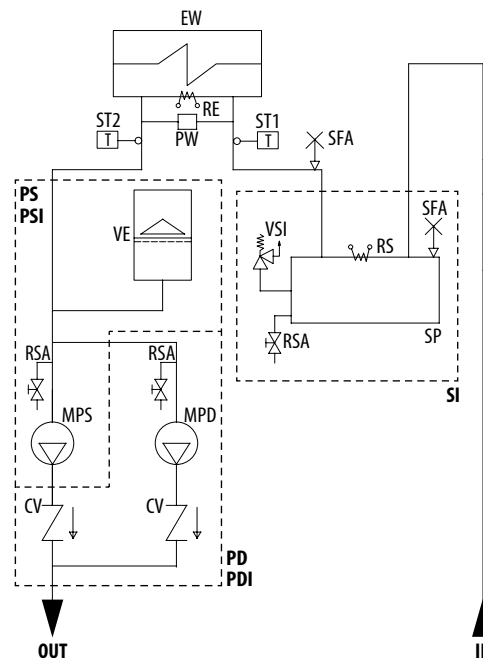 EW
RE
ST2
T
PW
ST1
T
SFA
PS
PSI
VE
VSI
RS
SFA
RSA
SP
SI
RSA
RSA
MPS
MPD
CV
CV
PD
PDI
OUT